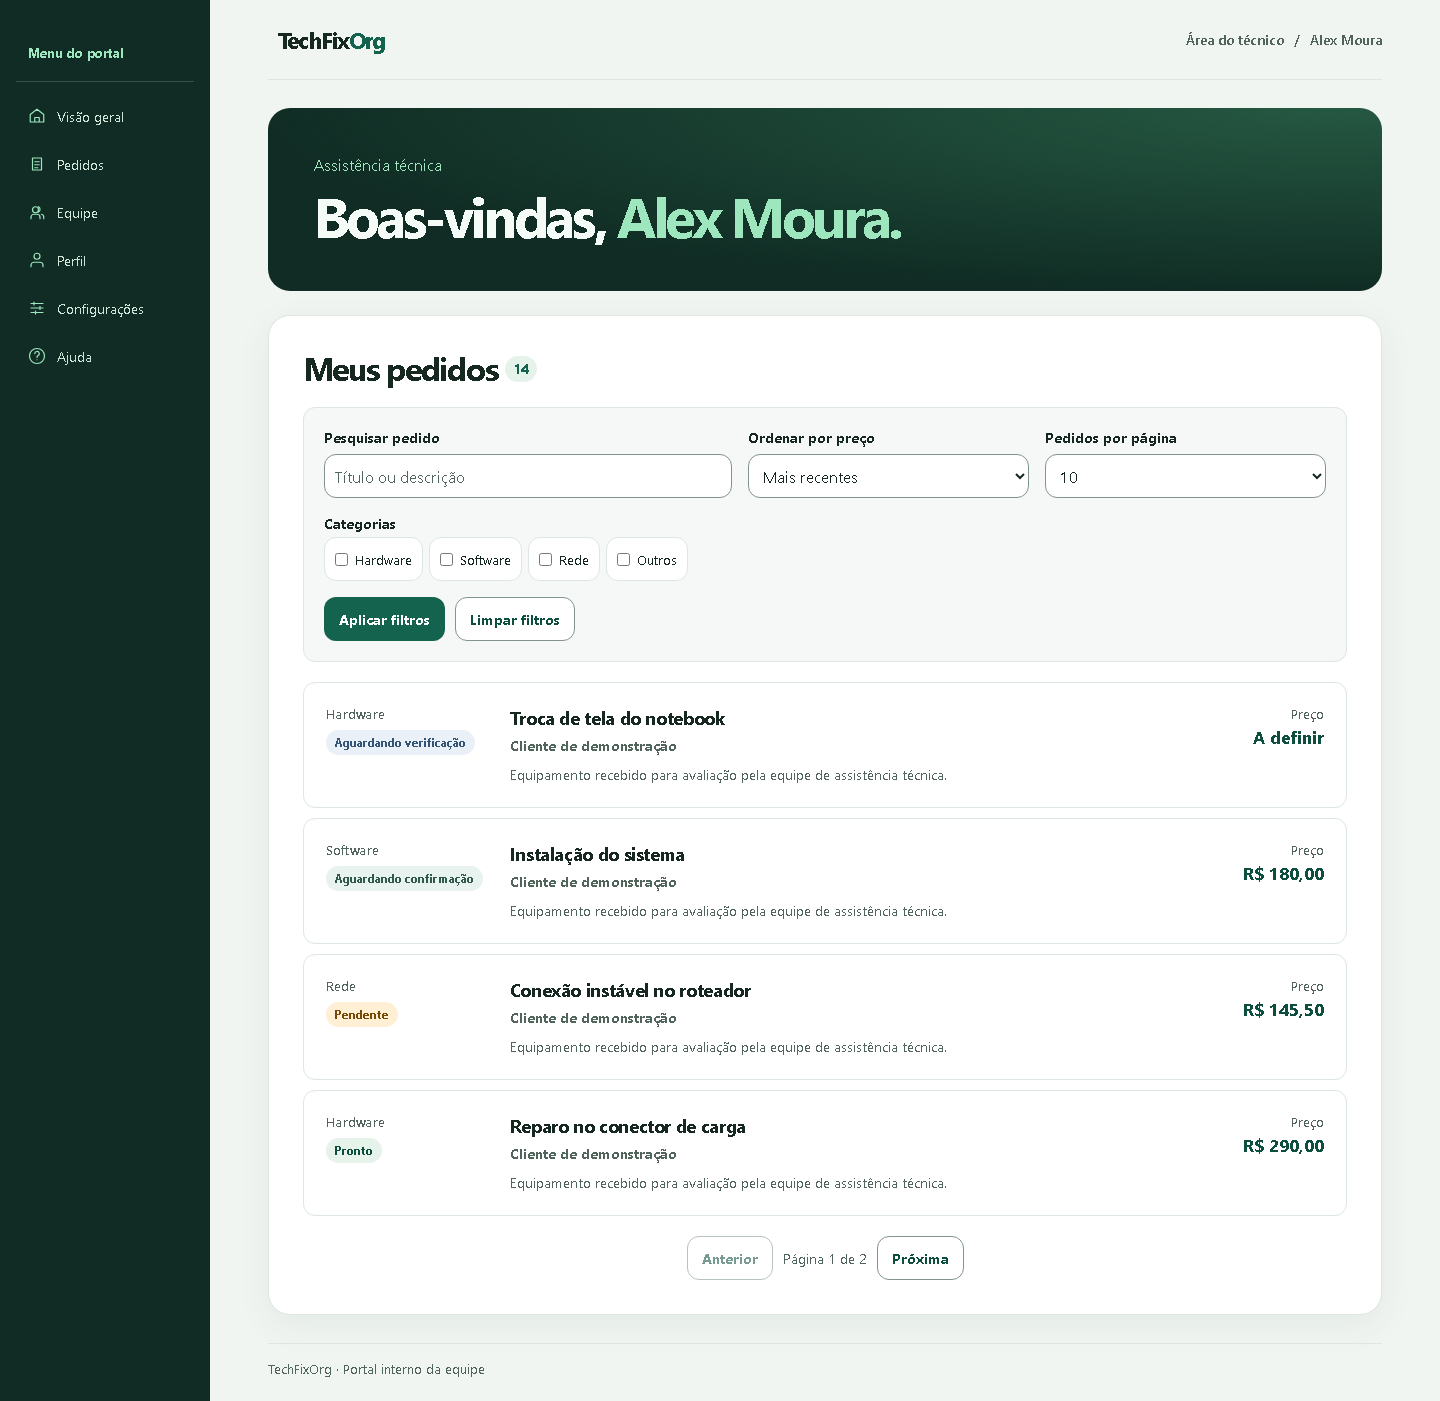 Menu do portal
Visão geral
Pedidos
Equipe
Perfil
Configurações
Ajuda
TechFixOrg
Área do técnico / Alex Moura
Assistência técnica
Boas-vindas, Alex Moura.
Meus pedidos 14
Pesquisar pedido
Título ou descrição
Ordenar por preço
Mais recentes
Pedidos por página
10
Categorias
Hardware
Software
Rede
Outros
Aplicar filtros
Limpar filtros
Hardware
Aguardando verificação
Troca de tela do notebook
Cliente de demonstração
Equipamento recebido para avaliação pela equipe de assistência técnica.
Preço
A definir
Software
Aguardando confirmação
Instalação do sistema
Cliente de demonstração
Equipamento recebido para avaliação pela equipe de assistência técnica.
Preço
R$ 180,00
Rede
Pendente
Conexão instável no roteador
Cliente de demonstração
Equipamento recebido para avaliação pela equipe de assistência técnica.
Preço
R$ 145,50
Hardware
Pronto
Reparo no conector de carga
Cliente de demonstração
Equipamento recebido para avaliação pela equipe de assistência técnica.
Preço
R$ 290,00
Anterior
Página 1 de 2
Próxima
TechFixOrg · Portal interno da equipe